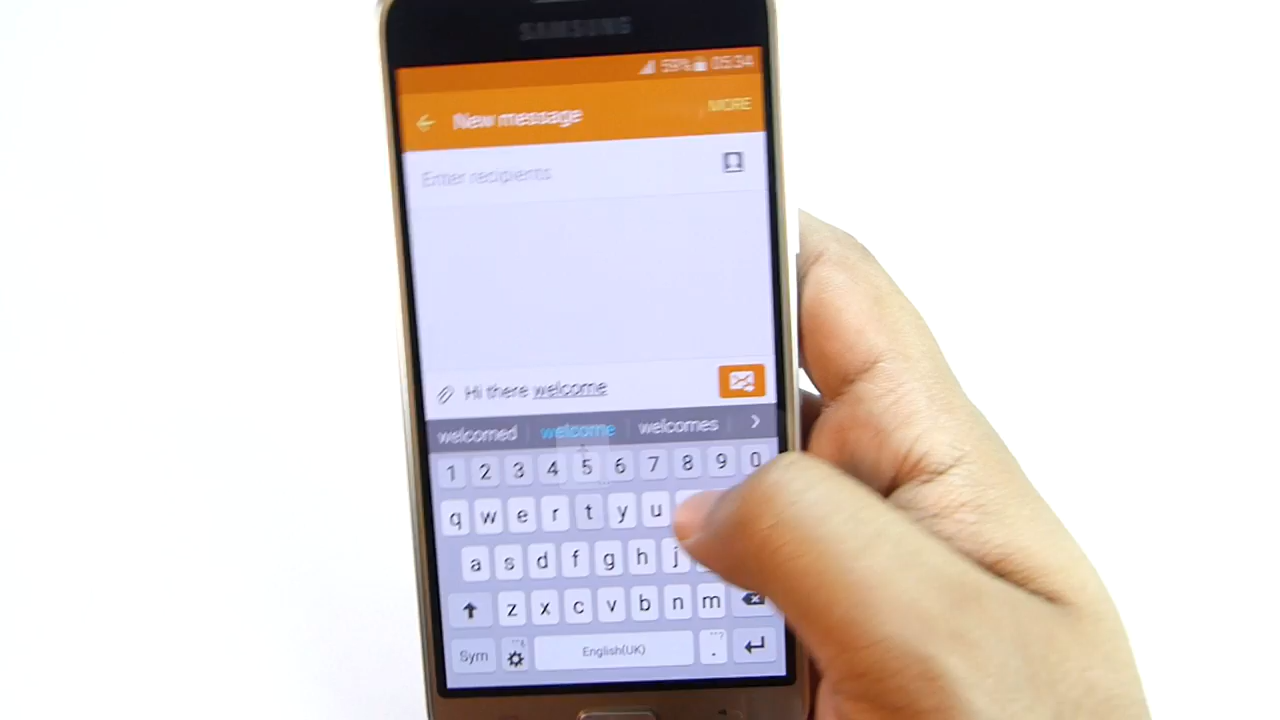 SAMSUNG
59% 05:34
New message
MORE
Enter recipients
Hi there welcome
welcomed welcome welcomes >
1 2 3 4 5 6 7 8 9 0
q w e r t y u
a s d f g h j
z x c v b n m
Sym English(UK) .